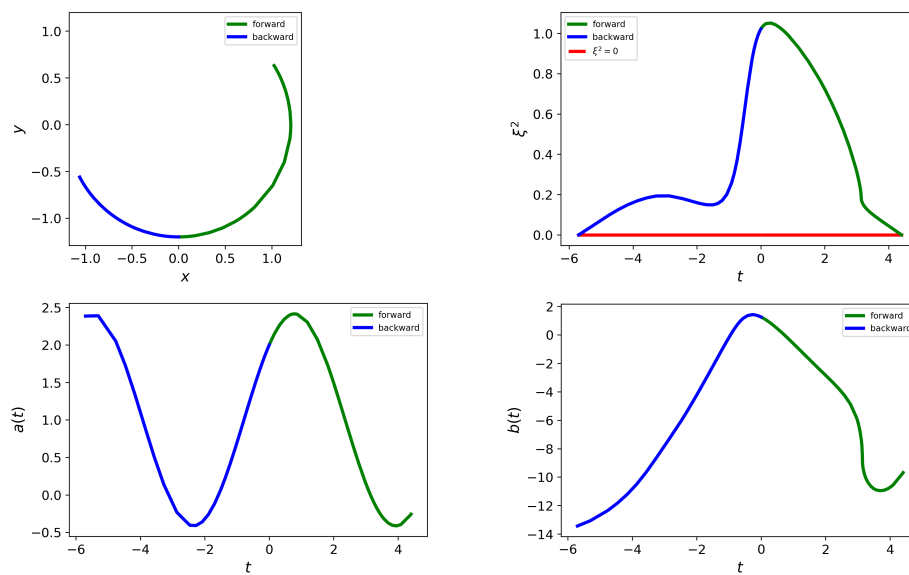 1.0
0.5
0.0
−0.5
−1.0
y
−1.0 −0.5 0.0 0.5 1.0
x
forward
backward
1.0
0.8
0.6
0.4
0.2
0.0
ξ²
−6 −4 −2 0 2 4
t
forward
backward
ξ² = 0
2.5
2.0
1.5
1.0
0.5
0.0
−0.5
a(t)
−6 −4 −2 0 2 4
t
forward
backward
2
0
−2
−4
−6
−8
−10
−12
−14
b(t)
−6 −4 −2 0 2 4
t
forward
backward